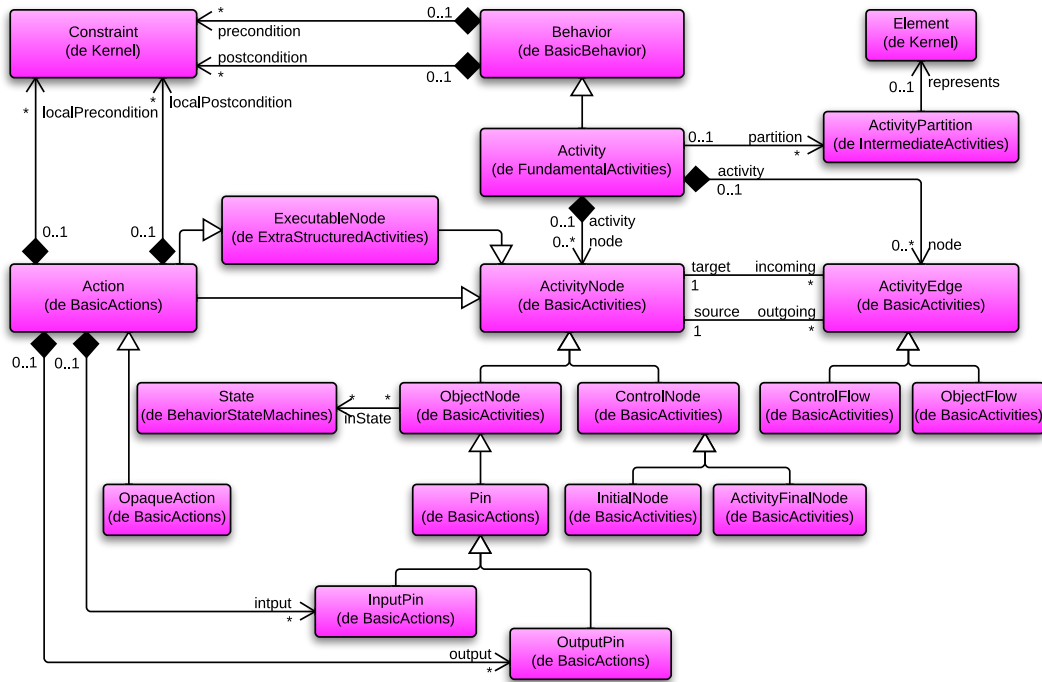 Constraint
(de Kernel)
*
precondition
0..1
postcondition
*
0..1
Behavior
(de BasicBehavior)
Element
(de Kernel)
0..1
represents
*
localPrecondition
*
localPostcondition
Activity
(de FundamentalActivities)
0..1
partition
*
ActivityPartition
(de IntermediateActivities)
activity
0..1
ExecutableNode
(de ExtraStructuredActivities)
0..1
0..1
0..1
activity
0..*
node
0..*
node
Action
(de BasicActions)
ActivityNode
(de BasicActivities)
target
incoming
1
*
source
outgoing
1
*
ActivityEdge
(de BasicActivities)
0..1
0..1
State
(de BehaviorStateMachines)
*
*
inState
ObjectNode
(de BasicActivities)
ControlNode
(de BasicActivities)
ControlFlow
(de BasicActivities)
ObjectFlow
(de BasicActivities)
OpaqueAction
(de BasicActions)
Pin
(de BasicActions)
InitialNode
(de BasicActivities)
ActivityFinalNode
(de BasicActivities)
intput
*
InputPin
(de BasicActions)
output
*
OutputPin
(de BasicActions)